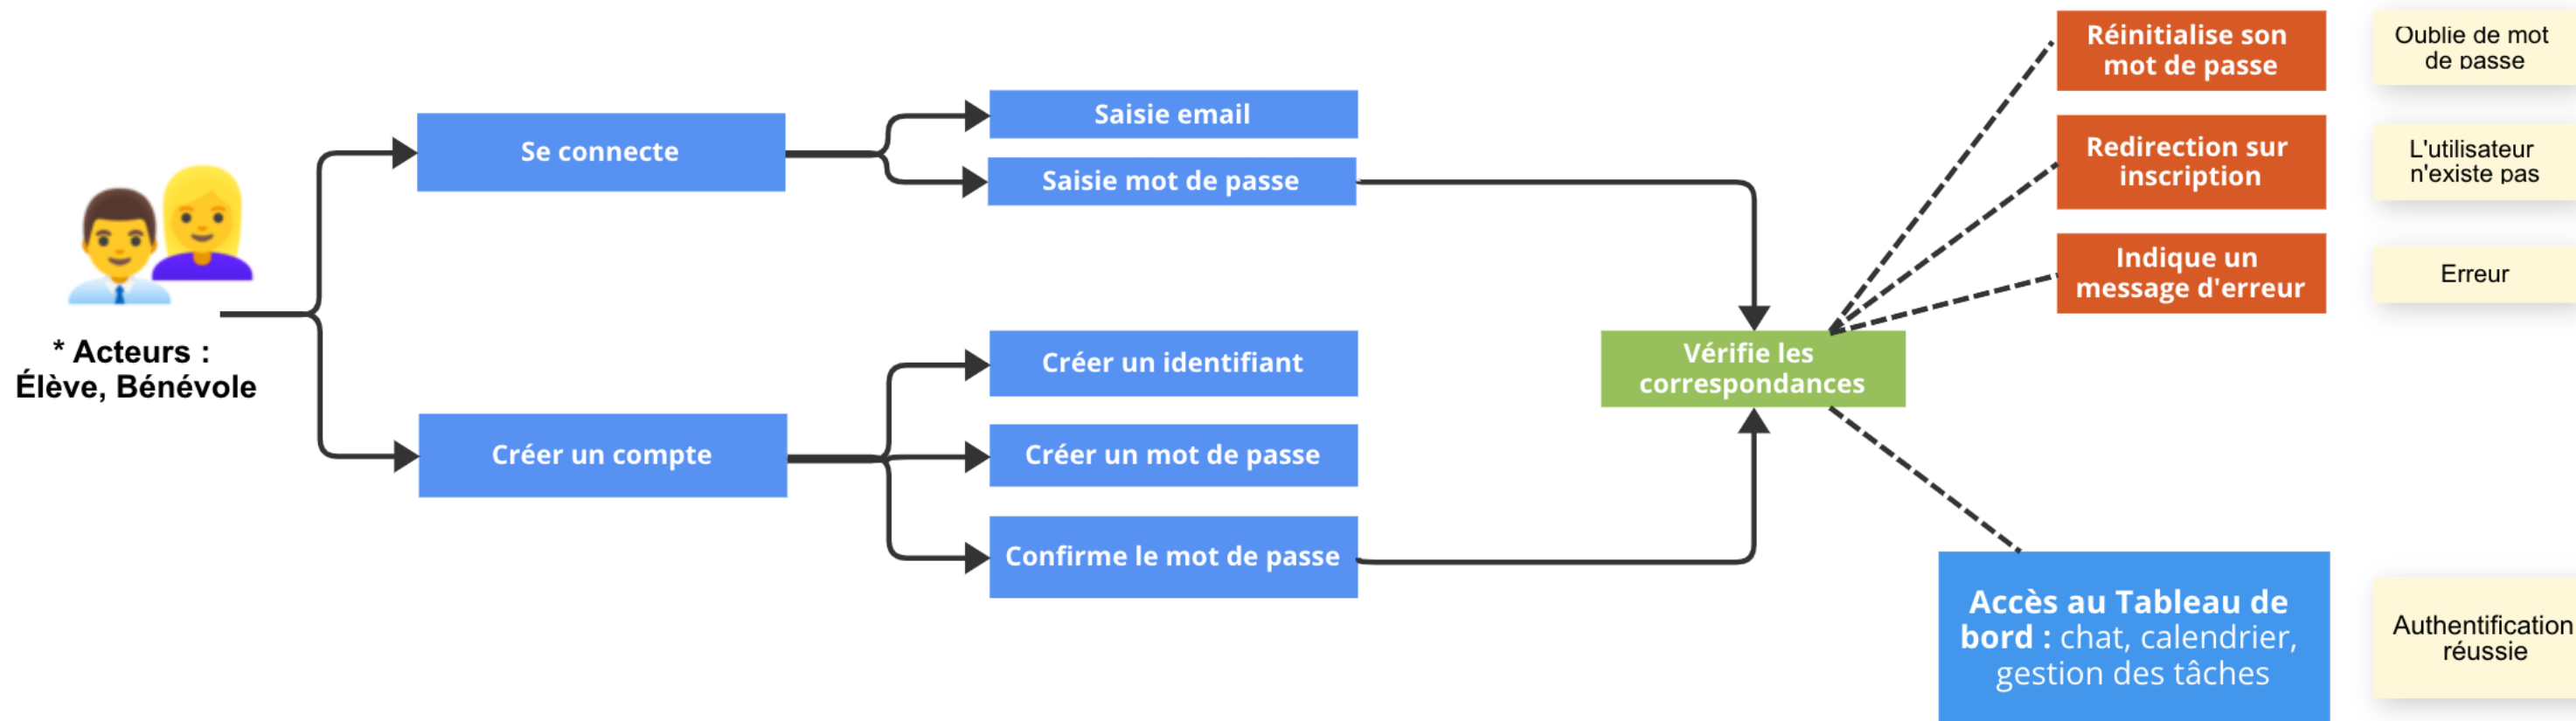 * Acteurs :
Élève, Bénévole
Se connecte
Créer un compte
Saisie email
Saisie mot de passe
Créer un identifiant
Créer un mot de passe
Confirme le mot de passe
Vérifie les
correspondances
Réinitialise son
mot de passe
Oublie de mot
de passe
Redirection sur
inscription
L'utilisateur
n'existe pas
Indique un
message d'erreur
Erreur
Accès au Tableau de
bord : chat, calendrier,
gestion des tâches
Authentification
réussie